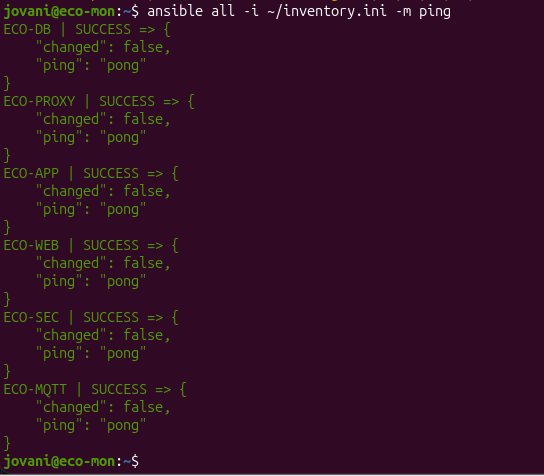 jovani@eco-mon:~$ ansible all -i ~/inventory.ini -m ping
ECO-DB | SUCCESS => {
    "changed": false,
    "ping": "pong"
}
ECO-PROXY | SUCCESS => {
    "changed": false,
    "ping": "pong"
}
ECO-APP | SUCCESS => {
    "changed": false,
    "ping": "pong"
}
ECO-WEB | SUCCESS => {
    "changed": false,
    "ping": "pong"
}
ECO-SEC | SUCCESS => {
    "changed": false,
    "ping": "pong"
}
ECO-MQTT | SUCCESS => {
    "changed": false,
    "ping": "pong"
}
jovani@eco-mon:~$